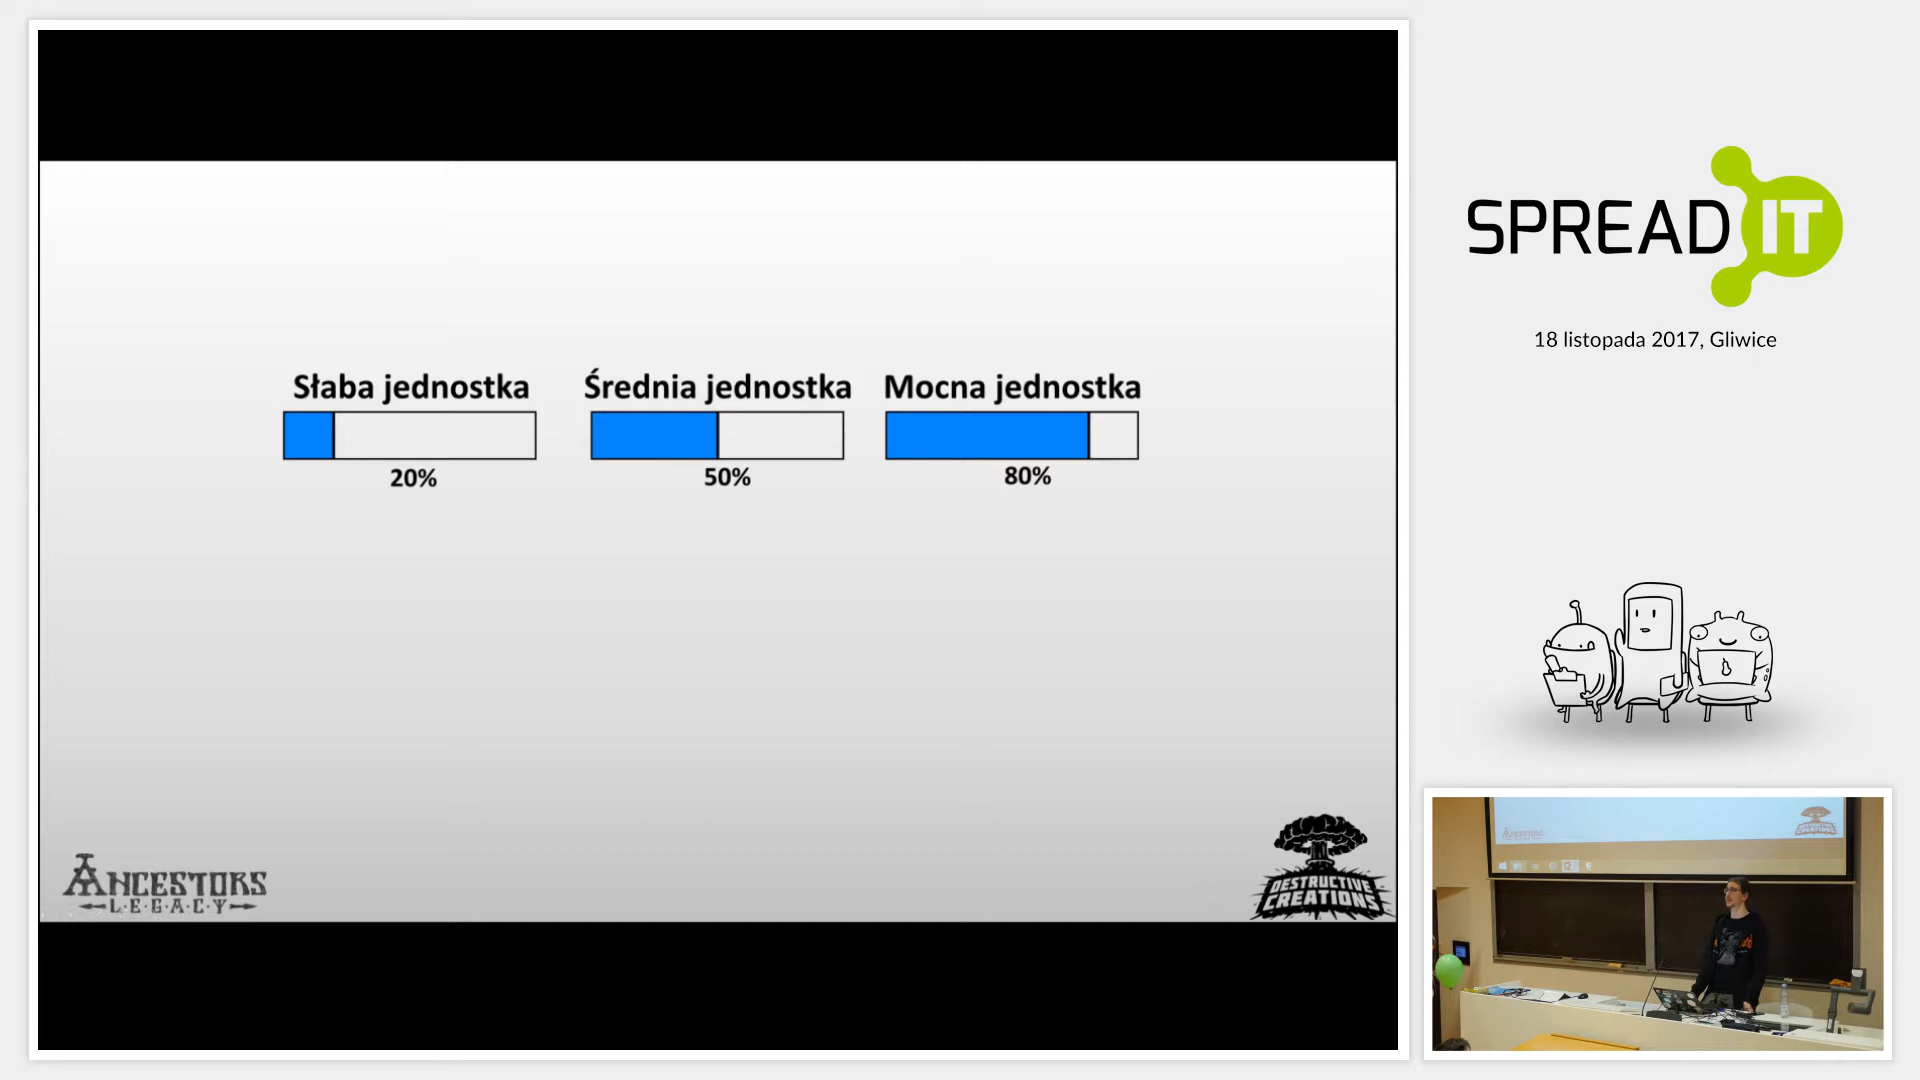 Słaba jednostka
Średnia jednostka
Mocna jednostka
20%
50%
80%
ANCESTORS
LEGACY
DESTRUCTIVE
CREATIONS
SPREAD IT
18 listopada 2017, Gliwice